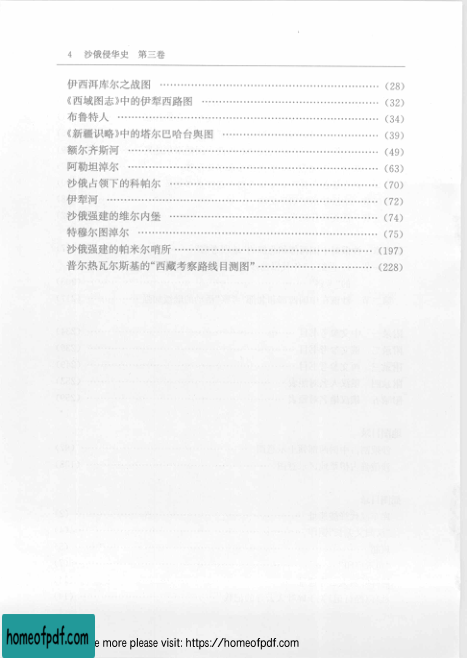 4 沙俄侵华史 第三卷
伊西洱库尔之战图 …………………………………………… (28)
《西域图志》中的伊犁西路图 …………………………………… (32)
布鲁特人 ……………………………………………………… (34)
《新疆识略》中的塔尔巴哈台舆图 ……………………………… (39)
额尔齐斯河 …………………………………………………… (49)
阿勒坦淖尔 …………………………………………………… (63)
沙俄占领下的科帕尔 ………………………………………… (70)
伊犁河 ………………………………………………………… (72)
沙俄强建的维尔内堡 ………………………………………… (74)
特穆尔图淖尔 ………………………………………………… (75)
沙俄强建的帕米尔哨所 ……………………………………… (197)
普尔热瓦尔斯基的“西藏考察路线目测图” ………………… (228)
homeofpdf.com
e more please visit: https://homeofpdf.com